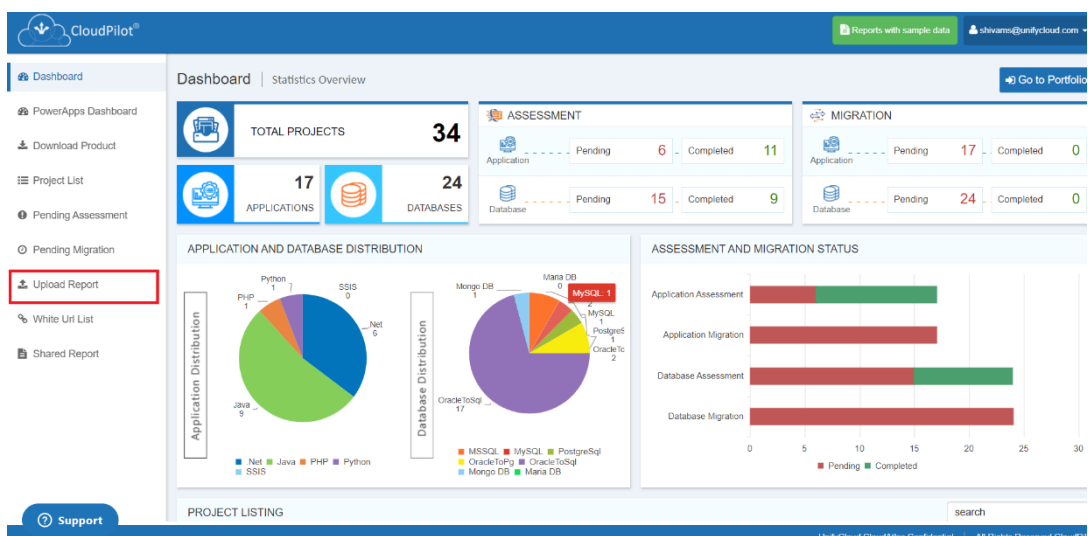 CloudPilot®
Reports with sample data
shivams@unifycloud.com
Dashboard
PowerApps Dashboard
Download Product
Project List
Pending Assessment
Pending Migration
Upload Report
White Url List
Shared Report
Support
Dashboard | Statistics Overview
Go to Portfolio
TOTAL PROJECTS 34
17
APPLICATIONS
24
DATABASES
ASSESSMENT
Application Pending 6 Completed 11
Database Pending 15 Completed 9
MIGRATION
Application Pending 17 Completed 0
Database Pending 24 Completed 0
APPLICATION AND DATABASE DISTRIBUTION
Application Distribution
Python
1
SSIS
0
PHP
1
.Net
6
Java
9
.Net Java PHP Python
SSIS
Database Distribution
Mongo DB
1
Maria DB
0
MySQL: 1
2
MySQL
1
PostgreS
1
OracleTc
2
OracleToSql
17
MSSQL MySQL PostgreSql
OracleToPg OracleToSql
Mongo DB Maria DB
ASSESSMENT AND MIGRATION STATUS
Application Assessment
Application Migration
Database Assessment
Database Migration
0 5 10 15 20 25 30
Pending Completed
PROJECT LISTING
search